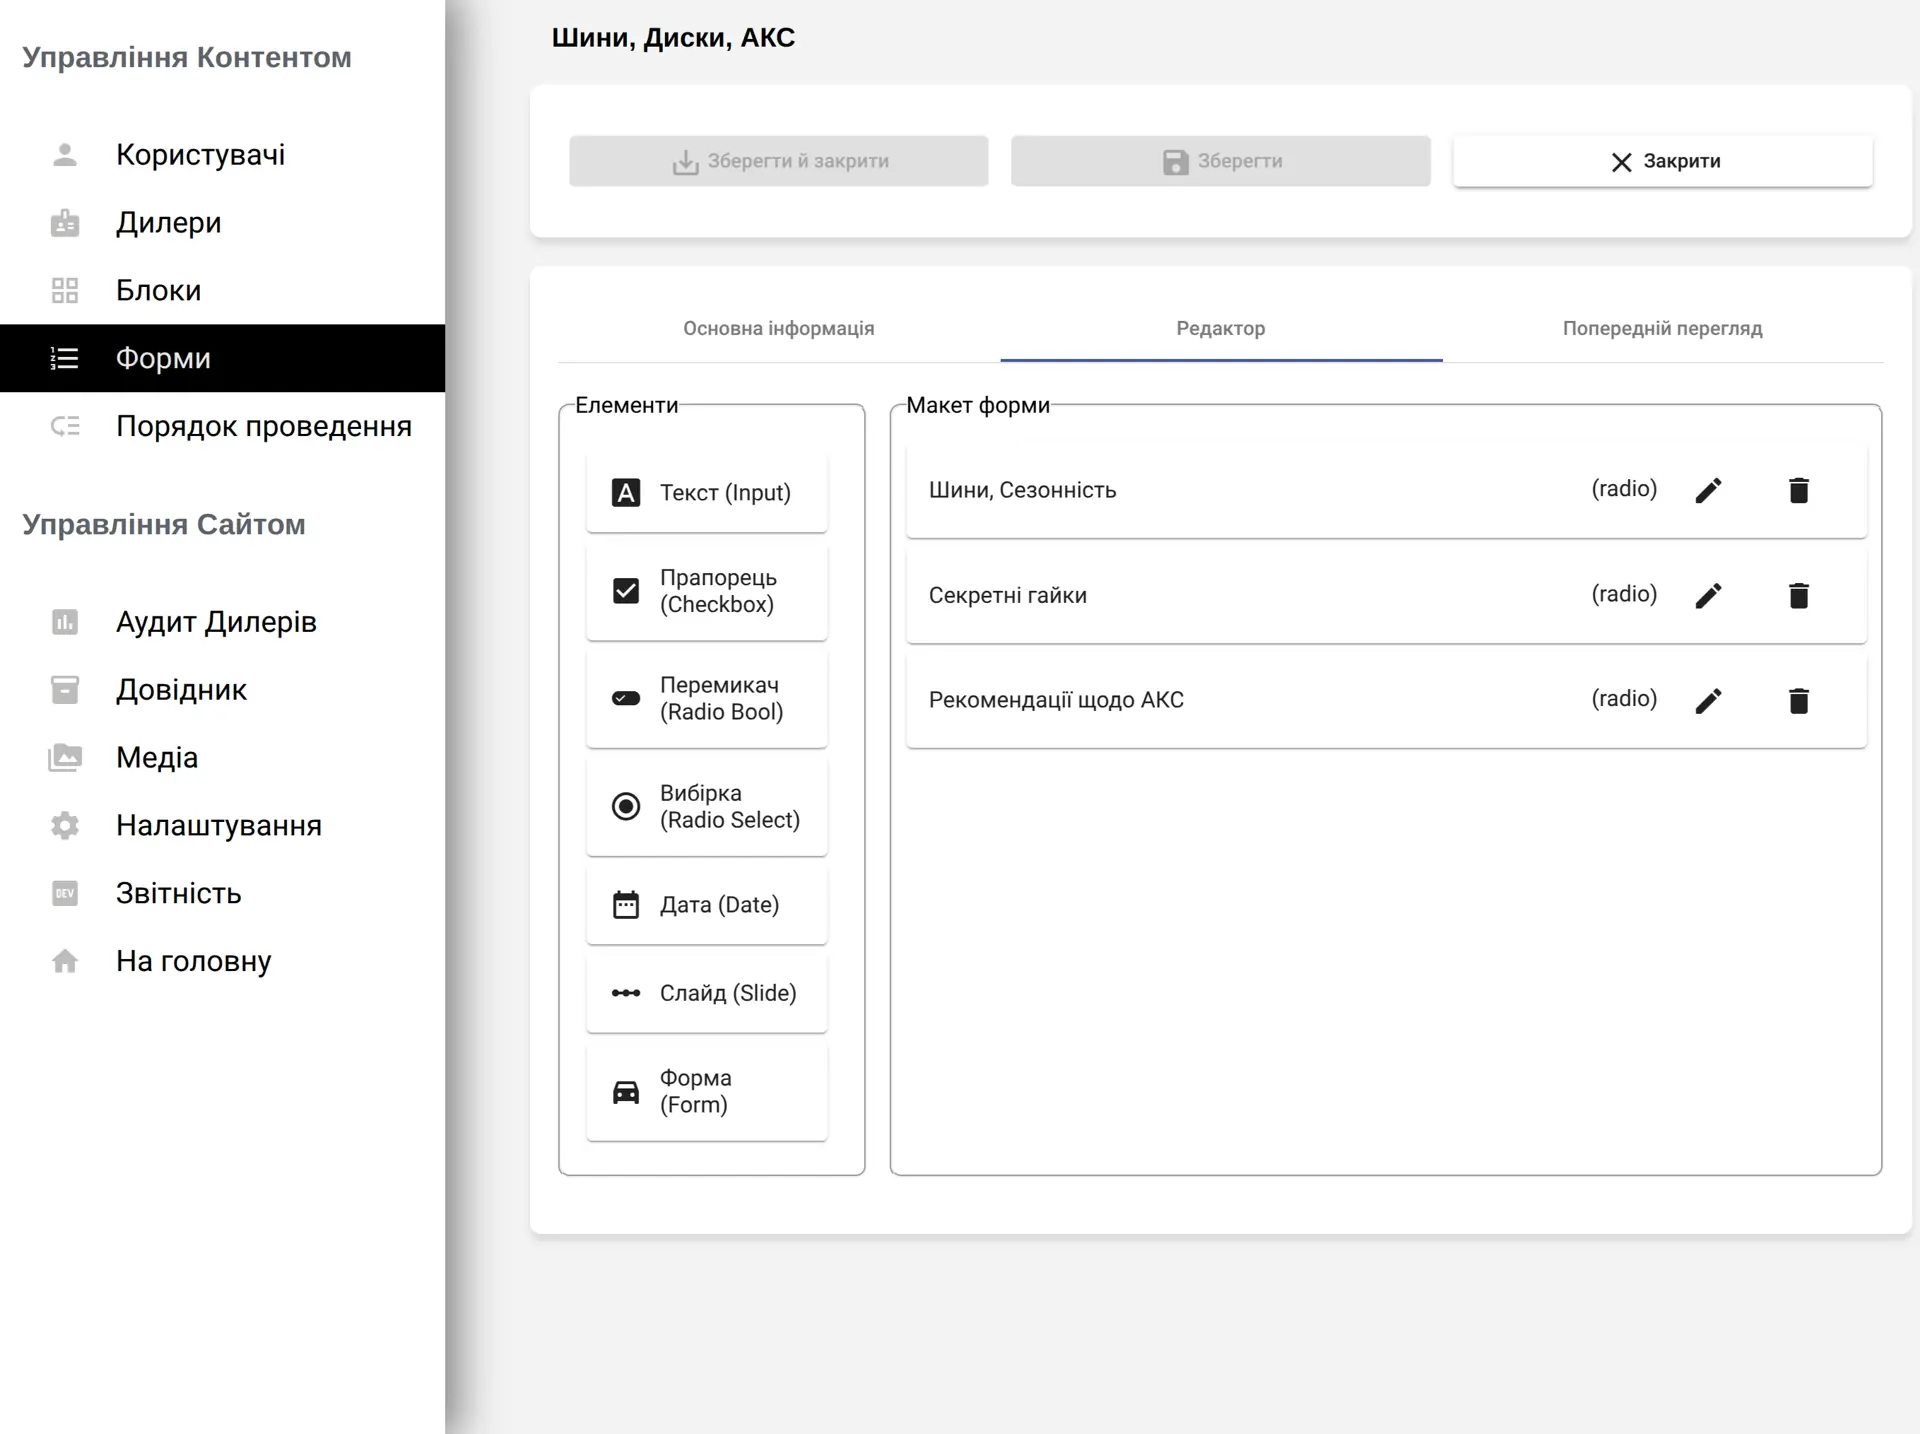 Управління Контентом
Користувачі
Дилери
Блоки
Форми
Порядок проведення
Управління Сайтом
Аудит Дилерів
Довідник
Медіа
Налаштування
DEV
Звітність
На головну
Шини, Диски, АКС
Зберегти й закрити
Зберегти
Закрити
Основна інформація
Редактор
Попередній перегляд
Елементи
Текст (Input)
Прапорець
(Checkbox)
Перемикач
(Radio Bool)
Вибірка
(Radio Select)
Дата (Date)
Слайд (Slide)
Форма
(Form)
Макет форми
Шини, Сезонність (radio)
Секретні гайки (radio)
Рекомендації щодо АКС (radio)